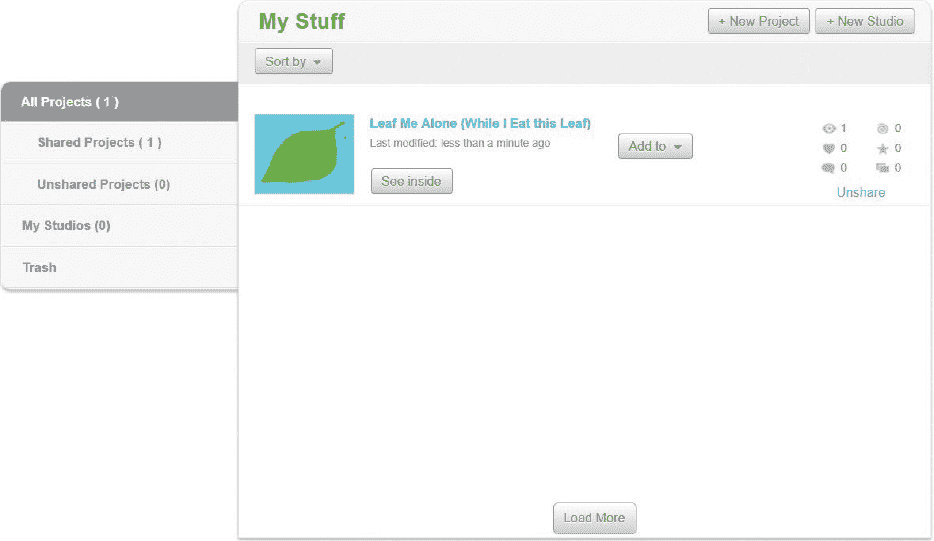 My Stuff
+ New Project
+ New Studio
Sort by
All Projects ( 1 )
Shared Projects ( 1 )
Unshared Projects (0)
My Studios (0)
Trash
Leaf Me Alone (While I Eat this Leaf)
Last modified: less than a minute ago
See inside
Add to
1 0
0 0
0 0
Unshare
Load More